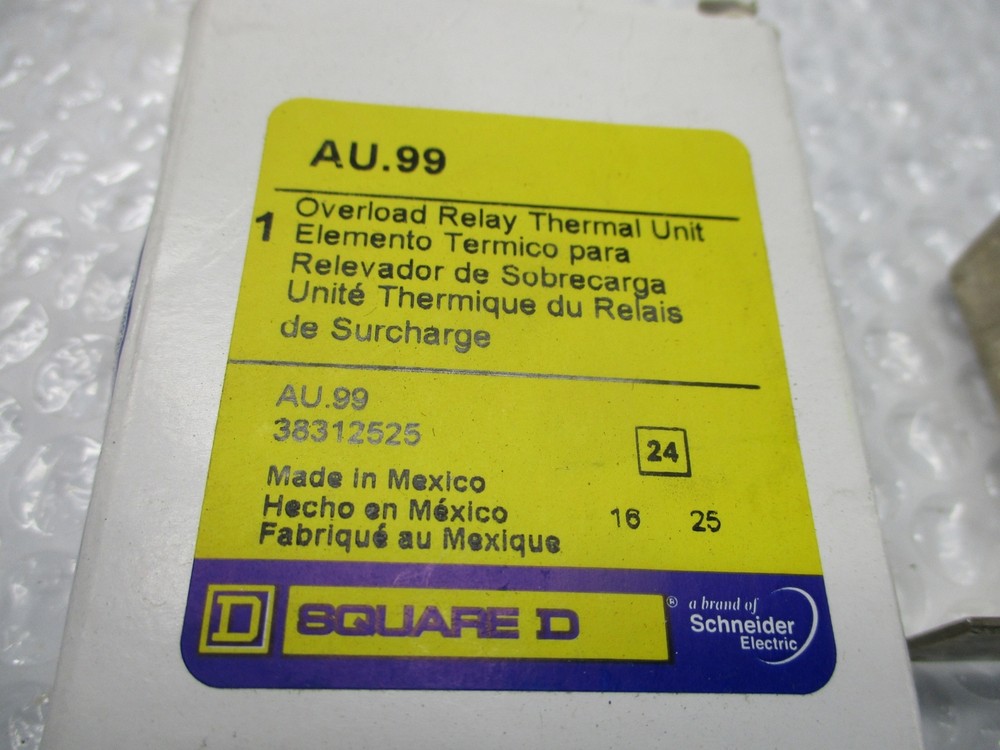 AU.99
1 Overload Relay Thermal Unit
Elemento Termico para
Relevador de Sobrecarga
Unité Thermique du Relais
de Surcharge
AU.99
38312525
24
Made in Mexico
Hecho en México
Fabriqué au Mexique
16 25
D SQUARE D ®
a brand of
Schneider
Electric